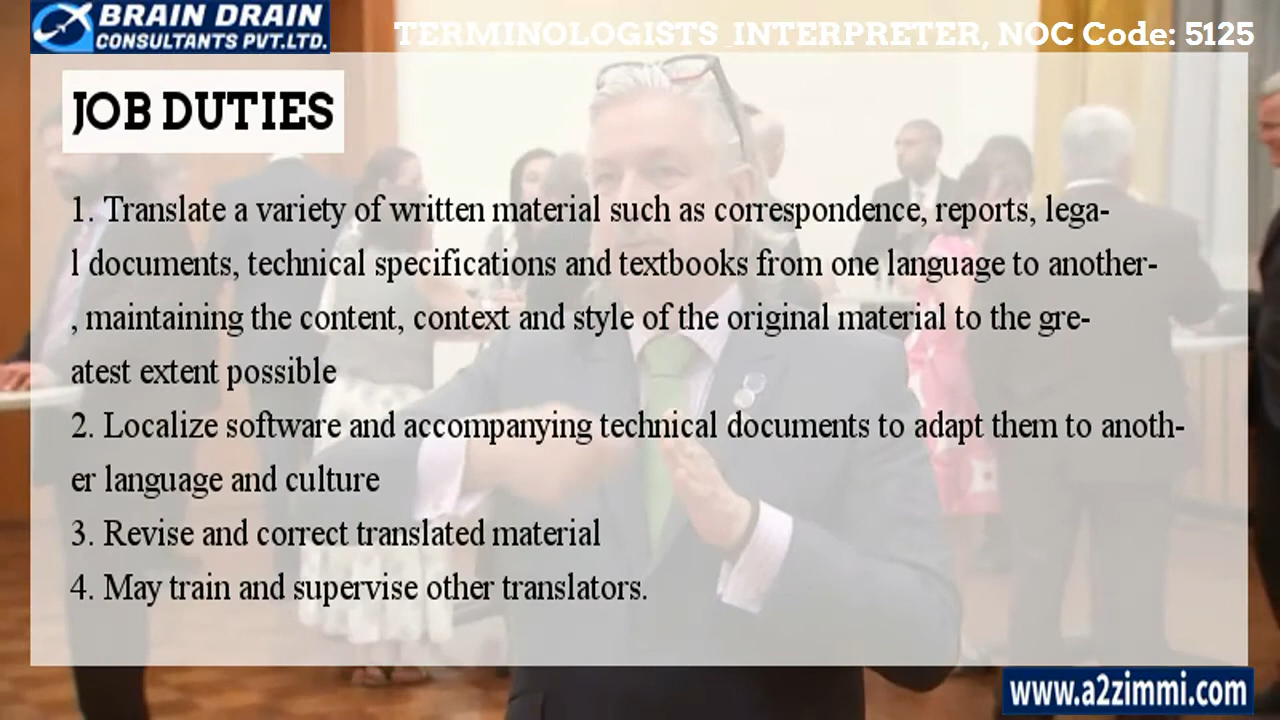 BRAIN DRAIN
CONSULTANTS PVT.LTD.
TERMINOLOGISTS INTERPRETER, NOC Code: 5125
JOB DUTIES
1. Translate a variety of written material such as correspondence, reports, lega-
l documents, technical specifications and textbooks from one language to another-
, maintaining the content, context and style of the original material to the gre-
atest extent possible
2. Localize software and accompanying technical documents to adapt them to anoth-
er language and culture
3. Revise and correct translated material
4. May train and supervise other translators.
www.a2zimmi.com